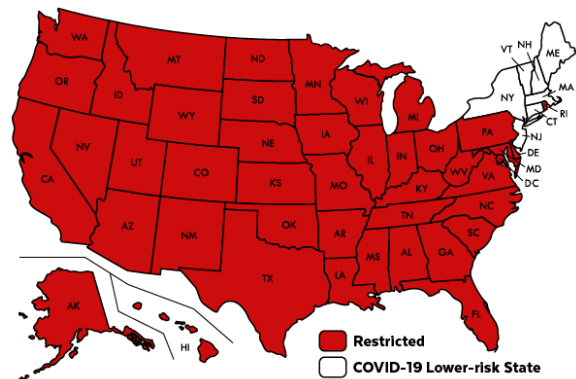 WA
OR
CA
NV
ID
MT
WY
UT
AZ
CO
NM
ND
SD
NE
KS
OK
TX
MN
IA
MO
AR
LA
WI
IL
MI
IN
OH
KY
TN
MS
AL
GA
FL
SC
NC
VA
WV
PA
NY
VT
NH
ME
MA
RI
CT
NJ
DE
MD
DC
AK
HI
Restricted
COVID-19 Lower-risk State